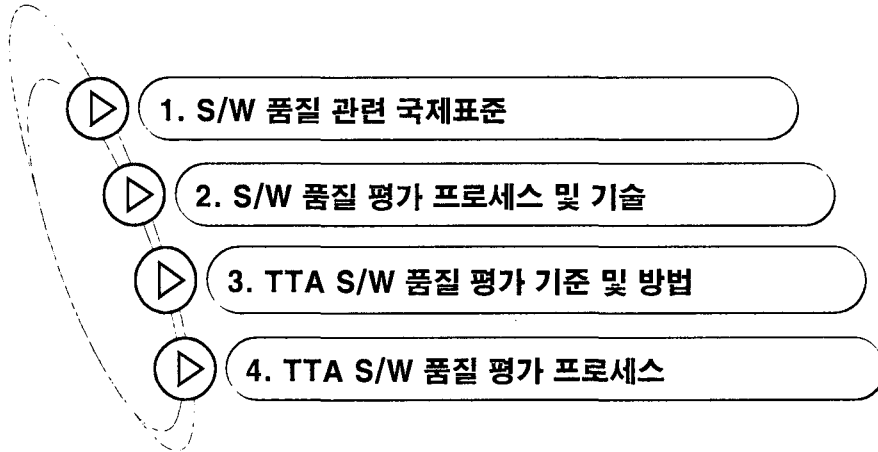 1. S/W 품질 관련 국제표준
2. S/W 품질 평가 프로세스 및 기술
3. TTA S/W 품질 평가 기준 및 방법
4. TTA S/W 품질 평가 프로세스